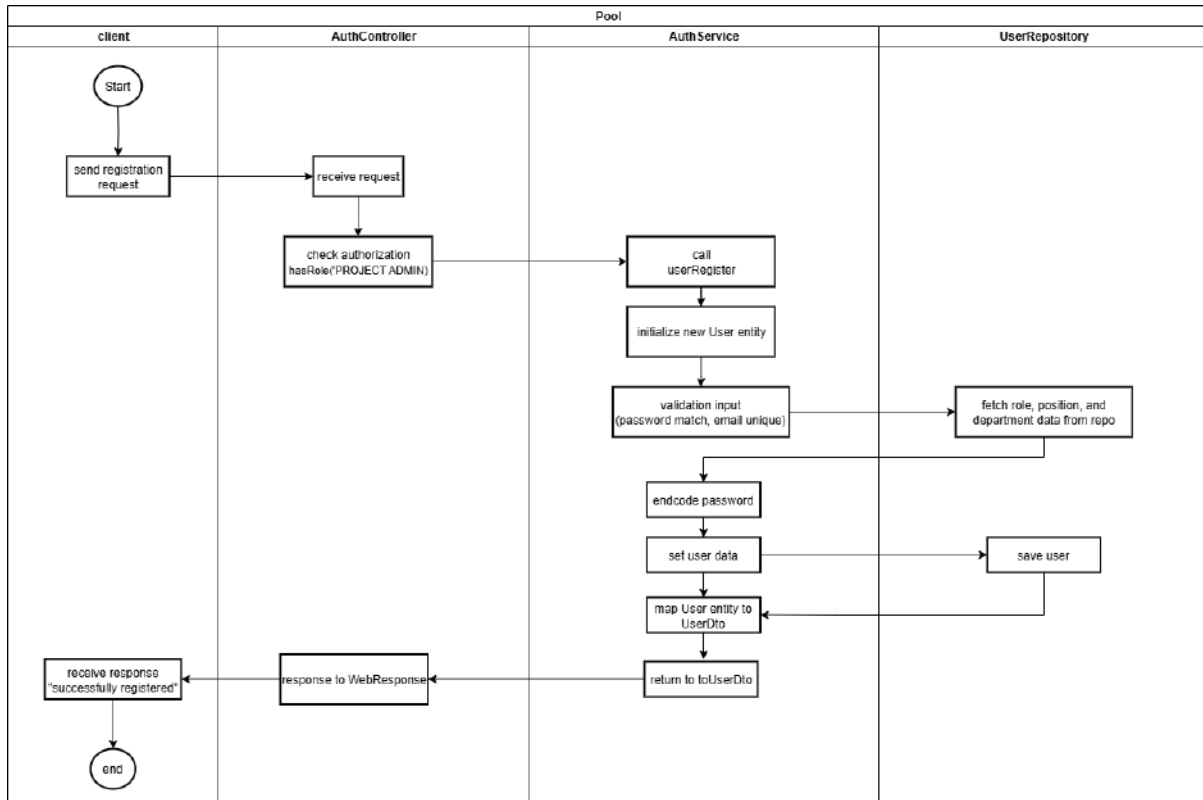 Pool
client
AuthController
AuthService
UserRepository
Start
send registration
request
receive request
check authorization
hasRole('PROJECT ADMIN)
call
userRegister
initialize new User entity
validation input
(password match, email unique)
fetch role, position, and
department data from repo
endcode password
set user data
save user
map User entity to
UserDto
return to toUserDto
response to WebResponse
receive response
"successfully registered"
end